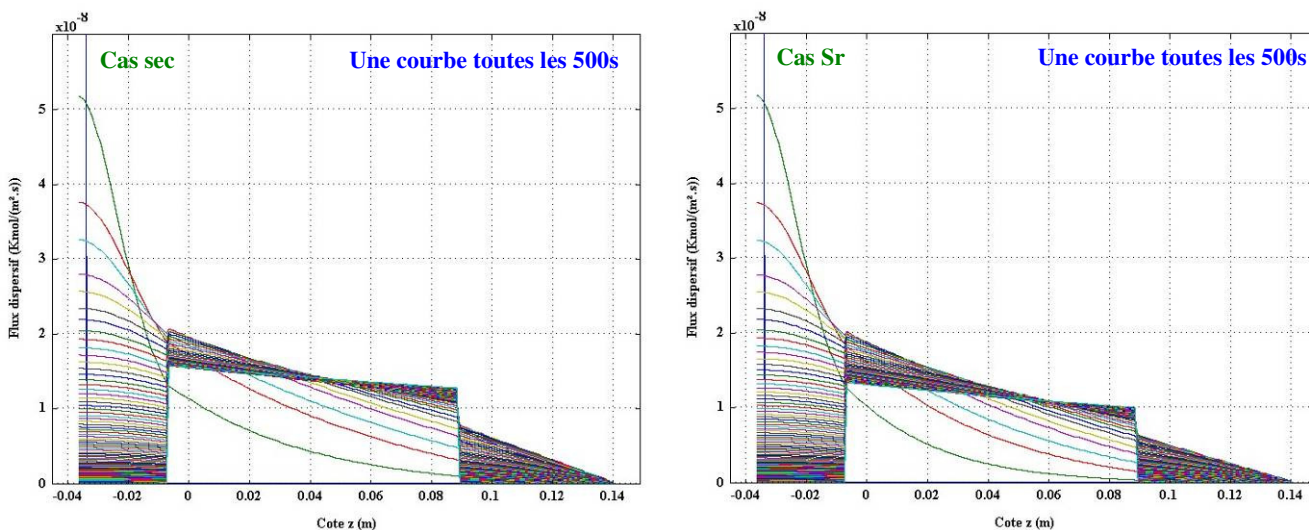 x10⁻⁸
Cas sec
Une courbe toutes les 500s
Flux dispersif (Kmol/(m².s))
5
4
3
2
1
0
-0.04 -0.02 0 0.02 0.04 0.06 0.08 0.1 0.12 0.14
Cote z (m)
x10⁻⁸
Cas Sr
Une courbe toutes les 500s
Flux dispersif (Kmol/(m².s))
5
4
3
2
1
0
-0.04 -0.02 0 0.02 0.04 0.06 0.08 0.1 0.12 0.14
Cote z (m)